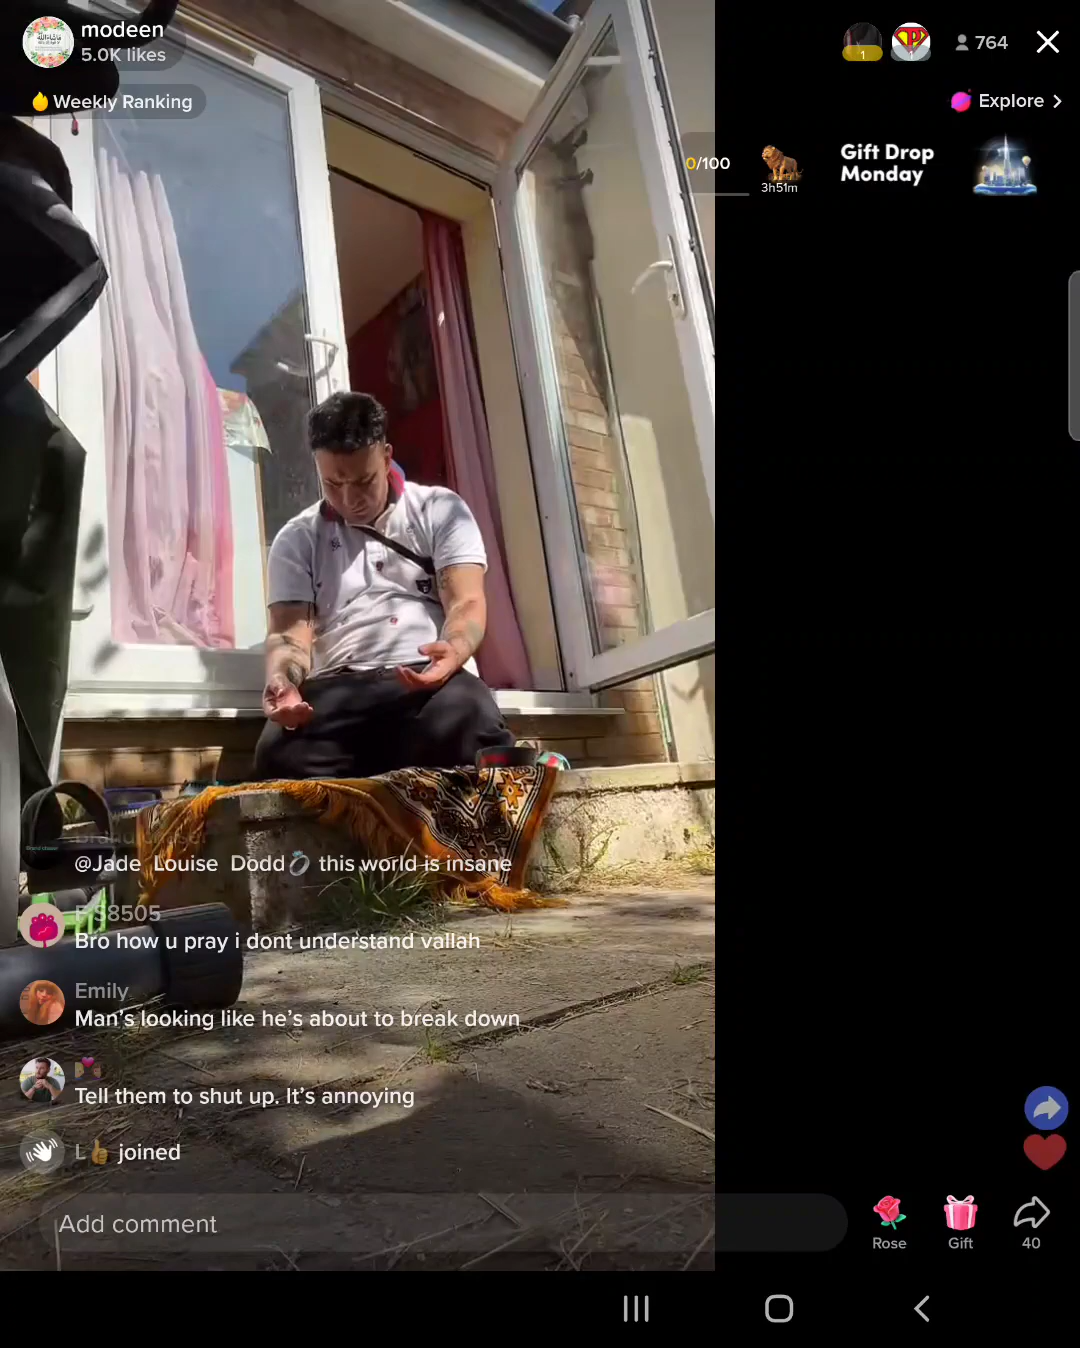 modeen
5.0K likes
1
764
Weekly Ranking
Explore
0/100
3h51m
Gift Drop
Monday
@Jade Louise Dodd💍 this world is insane
S8505
Bro how u pray i dont understand vallah
Emily
Man's looking like he's about to break down
Tell them to shut up. It's annoying
L👍 joined
Add comment
Rose
Gift
40